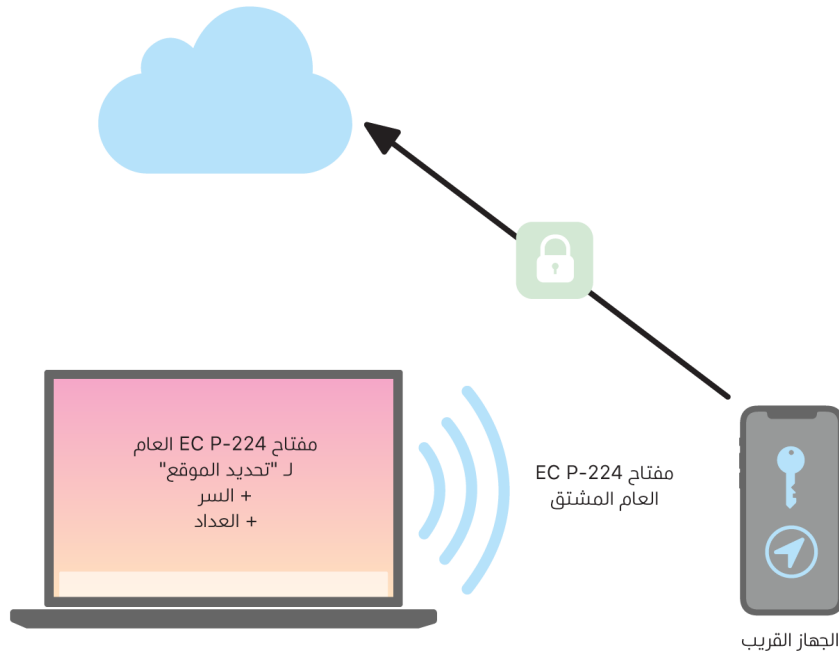 مفتاح EC P-224 العام
لـ "تحديد الموقع"
+ السر
+ العداد
مفتاح EC P-224
العام المشتق
الجهاز القريب